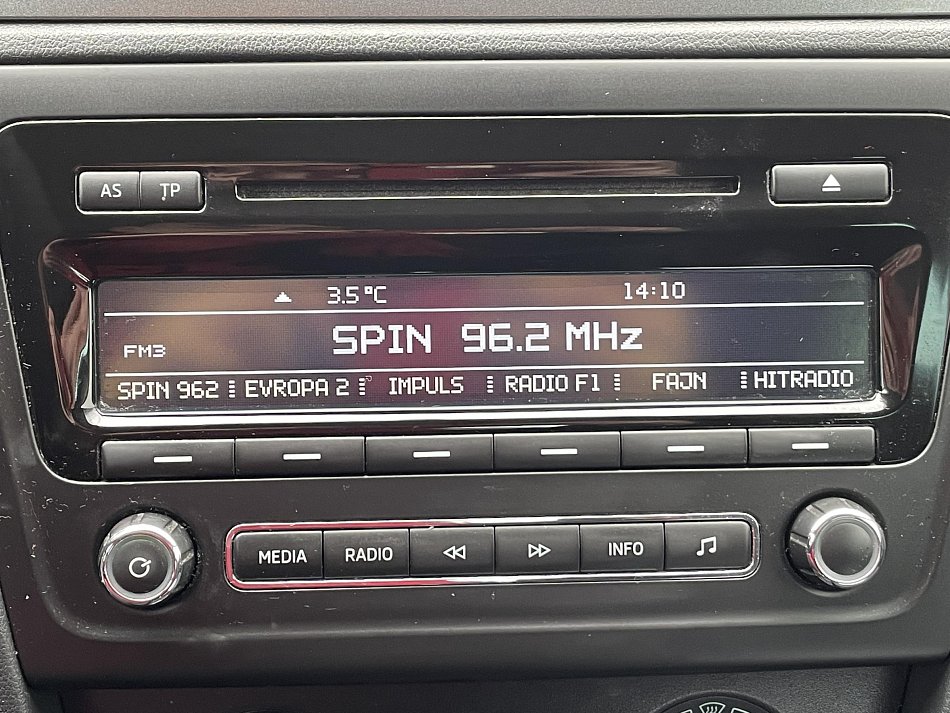 AS TP
3.5°C 14:10
SPIN 96.2 MHz
FM3
SPIN 962 EVROPA 2 IMPULS RADIO F1 FAJN HITRADIO
MEDIA RADIO INFO